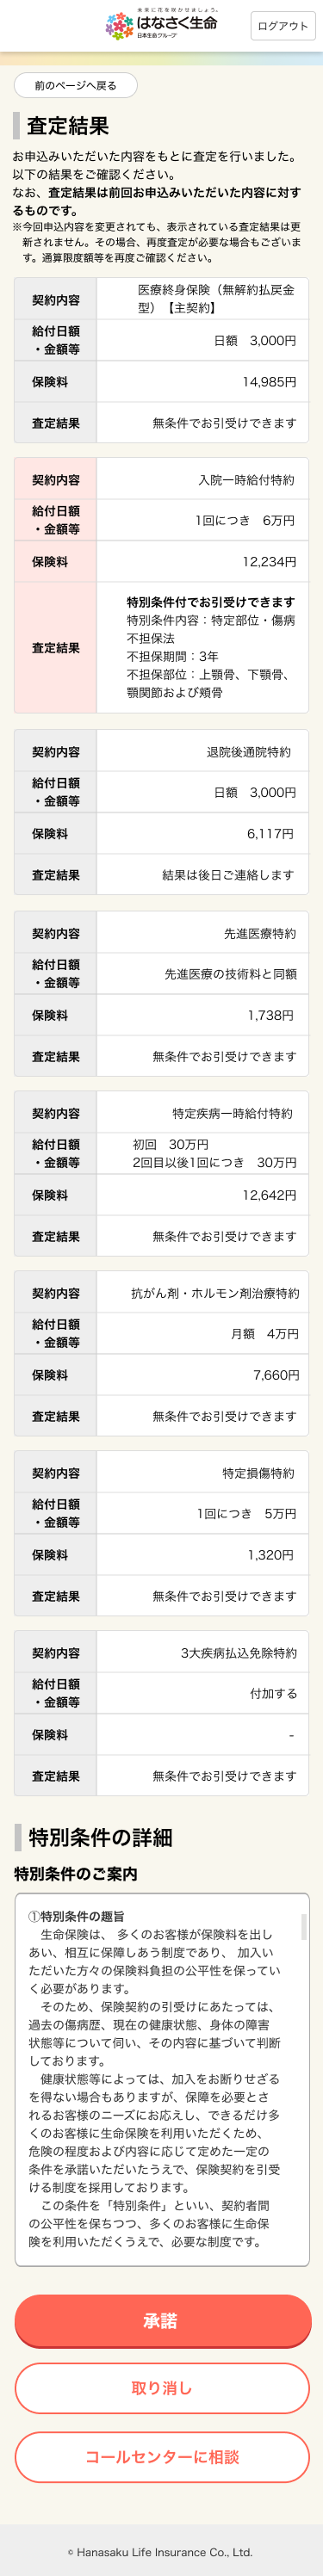 未来に花を咲かせましょう。
はなさく生命
日本生命グループ
ログアウト
前のページへ戻る
査定結果
お申込みいただいた内容をもとに査定を行いました。
以下の結果をご確認ください。
なお、査定結果は前回お申込みいただいた内容に対す
るものです。
※今回申込内容を変更されても、表示されている査定結果は更
新されません。その場合、再度査定が必要な場合もございま
す。通算限度額等を再度ご確認ください。
契約内容
医療終身保険（無解約払戻金
型）【主契約】
給付日額
・金額等
日額　3,000円
保険料
14,985円
査定結果
無条件でお引受けできます
契約内容
入院一時給付特約
給付日額
・金額等
1回につき　6万円
保険料
12,234円
査定結果
特別条件付でお引受けできます
特別条件内容：特定部位・傷病
不担保法
不担保期間：3年
不担保部位：上顎骨、下顎骨、
顎関節および頬骨
契約内容
退院後通院特約
給付日額
・金額等
日額　3,000円
保険料
6,117円
査定結果
結果は後日ご連絡します
契約内容
先進医療特約
給付日額
・金額等
先進医療の技術料と同額
保険料
1,738円
査定結果
無条件でお引受けできます
契約内容
特定疾病一時給付特約
給付日額
・金額等
初回　30万円
2回目以後1回につき　30万円
保険料
12,642円
査定結果
無条件でお引受けできます
契約内容
抗がん剤・ホルモン剤治療特約
給付日額
・金額等
月額　4万円
保険料
7,660円
査定結果
無条件でお引受けできます
契約内容
特定損傷特約
給付日額
・金額等
1回につき　5万円
保険料
1,320円
査定結果
無条件でお引受けできます
契約内容
3大疾病払込免除特約
給付日額
・金額等
付加する
保険料
-
査定結果
無条件でお引受けできます
特別条件の詳細
特別条件のご案内
①特別条件の趣旨
　生命保険は、 多くのお客様が保険料を出し
あい、相互に保障しあう制度であり、 加入い
ただいた方々の保険料負担の公平性を保ってい
く必要があります。
　そのため、保険契約の引受けにあたっては、
過去の傷病歴、現在の健康状態、身体の障害
状態等について伺い、その内容に基づいて判断
しております。
　健康状態等によっては、加入をお断りせざる
を得ない場合もありますが、保障を必要とさ
れるお客様のニーズにお応えし、できるだけ多
くのお客様に生命保険を利用いただくため、
危険の程度および内容に応じて定めた一定の
条件を承諾いただいたうえで、保険契約を引受
ける制度を採用しております。
　この条件を「特別条件」といい、契約者間
の公平性を保ちつつ、多くのお客様に生命保
険を利用いただくうえで、必要な制度です。
承諾
取り消し
コールセンターに相談
© Hanasaku Life Insurance Co., Ltd.